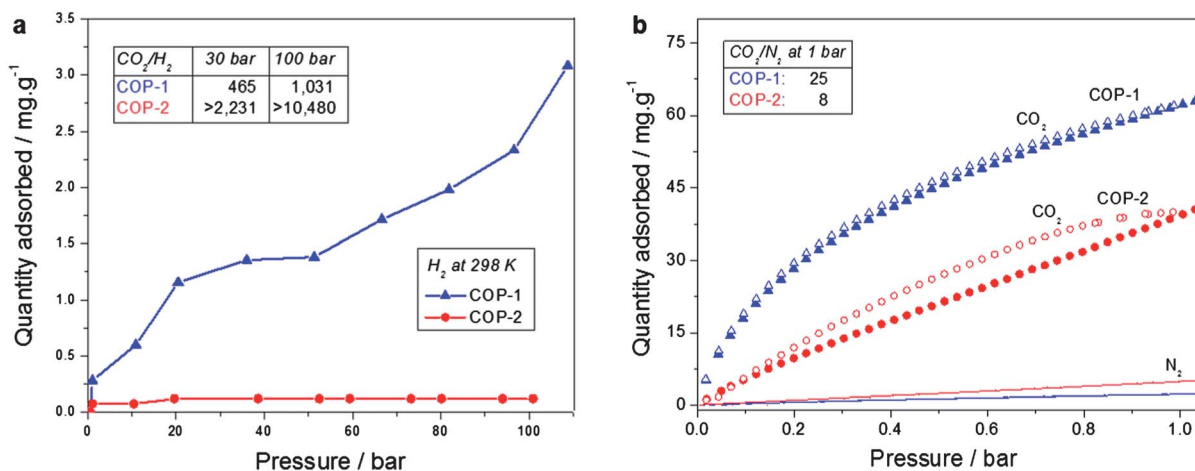 a
Quantity adsorbed / mg.g⁻¹
3.5
3.0
2.5
2.0
1.5
1.0
0.5
0.0
CO₂/H₂ 30 bar 100 bar
COP-1 465 1,031
COP-2 >2,231 >10,480
H₂ at 298 K
COP-1
COP-2
0 20 40 60 80 100
Pressure / bar
b
Quantity adsorbed / mg.g⁻¹
75
60
45
30
15
0
CO₂/N₂ at 1 bar
COP-1: 25
COP-2: 8
COP-1
CO₂
COP-2
CO₂
N₂
0.0 0.2 0.4 0.6 0.8 1.0
Pressure / bar